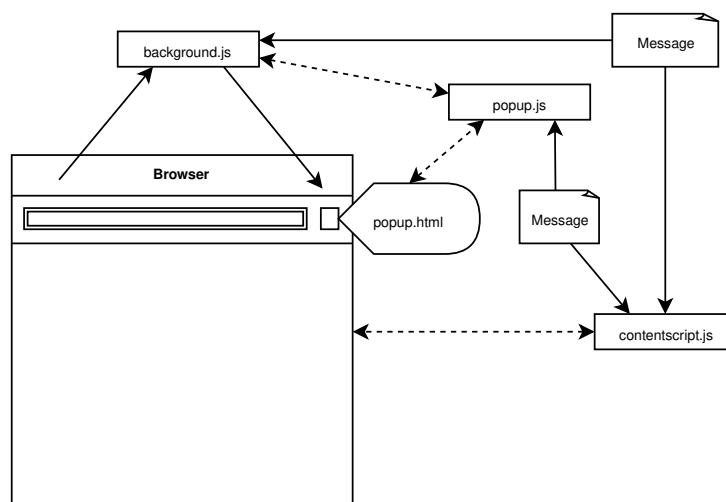 Message
background.js
popup.js
Browser
popup.html
Message
contentscript.js